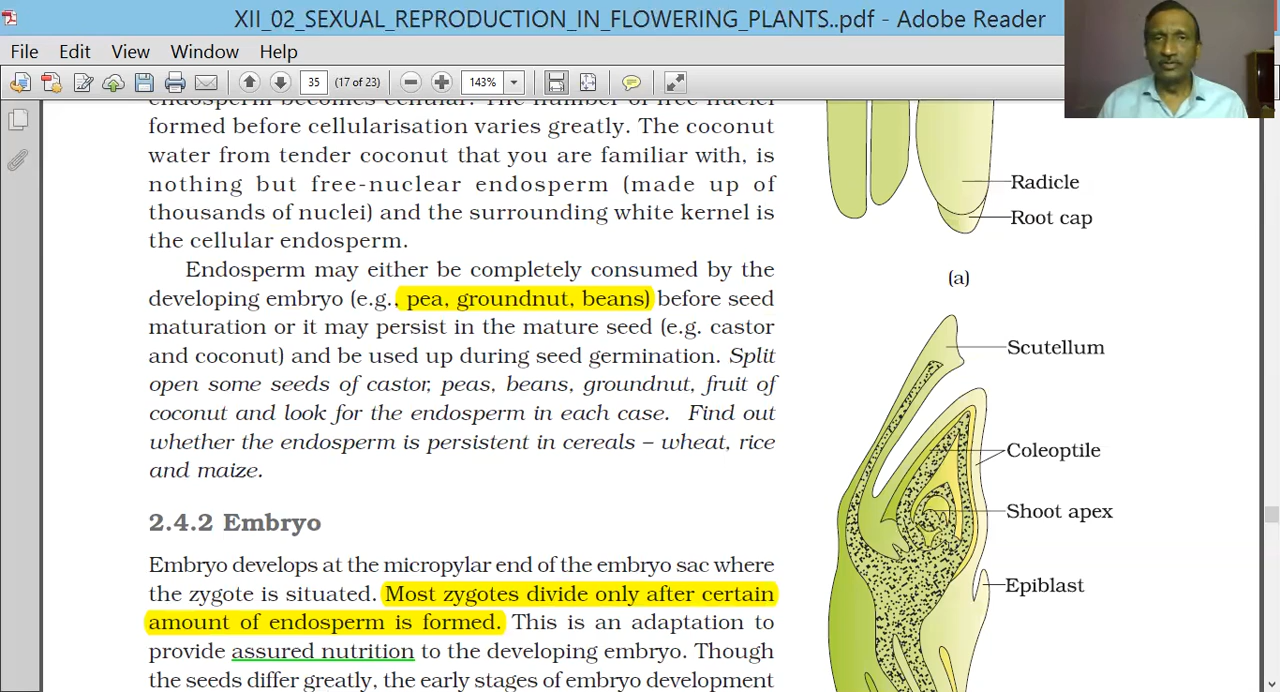 XII_02_SEXUAL_REPRODUCTION_IN_FLOWERING_PLANTS..pdf - Adobe Reader
File Edit View Window Help
35 (17 of 23) 143%
endosperm becomes cellular. The number of free nuclei
formed before cellularisation varies greatly. The coconut
water from tender coconut that you are familiar with, is
nothing but free-nuclear endosperm (made up of
thousands of nuclei) and the surrounding white kernel is
the cellular endosperm.
Endosperm may either be completely consumed by the
developing embryo (e.g., pea, groundnut, beans) before seed
maturation or it may persist in the mature seed (e.g. castor
and coconut) and be used up during seed germination. Split
open some seeds of castor, peas, beans, groundnut, fruit of
coconut and look for the endosperm in each case. Find out
whether the endosperm is persistent in cereals – wheat, rice
and maize.
2.4.2 Embryo
Embryo develops at the micropylar end of the embryo sac where
the zygote is situated. Most zygotes divide only after certain
amount of endosperm is formed. This is an adaptation to
provide assured nutrition to the developing embryo. Though
the seeds differ greatly, the early stages of embryo development
Radicle
Root cap
(a)
Scutellum
Coleoptile
Shoot apex
Epiblast